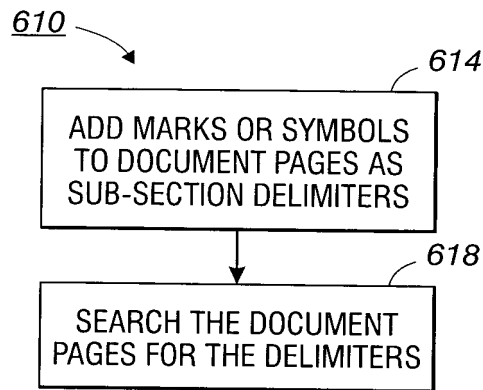 610
614
ADD MARKS OR SYMBOLS
TO DOCUMENT PAGES AS
SUB-SECTION DELIMITERS
618
SEARCH THE DOCUMENT
PAGES FOR THE DELIMITERS